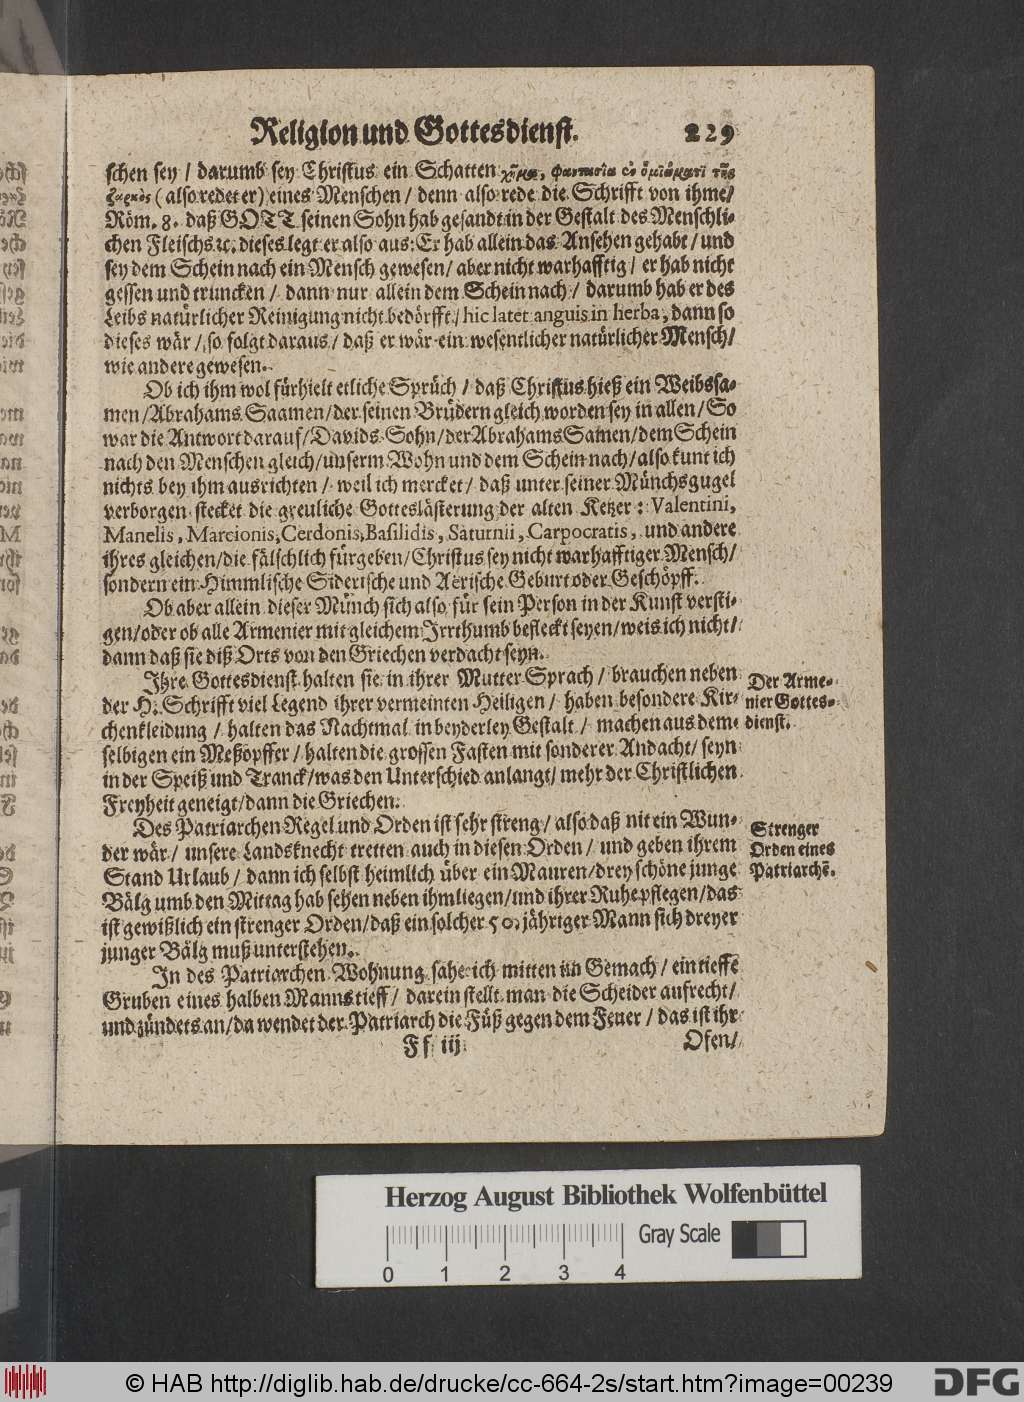 Religion und Gottesdienst. 229
schen sey / darumb sey Christus ein Schatten χῆμα, φαντασία ἐν ὁμοιώματι τῆς
ζαρκὸς (also redet er) eines Menschen / denn also rede die Schrifft von ihme/
Röm. 8. daß GOTT seinen Sohn hab gesandt in der Gestalt des Menschli-
chen Fleischs ꝛc. dieses legt er also aus: Er hab allein das Ansehen gehabt / und
sey dem Schein nach ein Mensch gewesen / aber nicht warhafftig / er hab nicht
gessen und truncken / dann nur allein dem Schein nach / darumb hab er des
Leibs natürlicher Reinigung nicht bedörfft / hic latet anguis in herba, dann so
dieses wär / so folgt daraus / daß er wär ein wesentlicher natürlicher Mensch/
wie andere gewesen.
Ob ich ihm wol fürhielt etliche Sprüch / daß Christus hieß ein Weibssa-
men / Abrahams Saamen / der seinen Brüdern gleich worden sey in allen / So
war die Antwort darauf / Davids Sohn / der Abrahams Samen / dem Schein
nach den Menschen gleich / unserm Wohn und dem Schein nach / also kunt ich
nichts bey ihm ausrichten / weil ich mercket / daß unter seiner Münchsgugel
verborgen stecket die greuliche Gotteslästerung der alten Ketzer : Valentini,
Manelis, Marcionis, Cerdonis, Basilidis, Saturnii, Carpocratis, und andere
ihres gleichen / die fälschlich fürgeben / Christus sey nicht warhafftiger Mensch/
sondern ein Himmlische Siderische und Aërische Geburt oder Geschöpff.
Ob aber allein dieser Münch sich also für sein Person in der Kunst versti-
gen / oder ob alle Armenier mit gleichem Irrthumb befleckt seyen / weis ich nicht/
dann daß sie diß Orts von den Griechen verdacht seyn.
Ihre Gottesdienst halten sie in ihrer Mutter Sprach / brauchen neben
der H. Schrifft viel Legend ihrer vermeinten Heiligen / haben besondere Kir-
chenkleidung / halten das Nachtmal in beyderley Gestalt / machen aus dem-
selbigen ein Meßopffer / halten die grossen Fasten mit sonderer Andacht / seyn
in der Speiß und Tranck / was den Unterschied anlangt / mehr der Christlichen
Freyheit geneigt / dann die Griechen.
Der Arme-
nier Gottes-
dienst.
Des Patriarchen Regel und Orden ist sehr streng / also daß nit ein Wun-
der wär / unsere Landsknecht tretten auch in diesen Orden / und geben ihrem
Stand Urlaub / dann ich selbst heimlich über ein Mauren / drey schöne junge
Bälg umb den Mittag hab sehen neben ihm liegen / und ihrer Ruhe pflegen / das
ist gewißlich ein strenger Orden / daß ein solcher 50. jähriger Mann sich dreyer
junger Bälg muß unterstehen.
Strenger
Orden eines
Patriarchē.
In des Patriarchen Wohnung sahe ich mitten im Gemach / ein tieffe
Gruben eines halben Manns tieff / darein stellt man die Scheider aufrecht/
und zündets an / da wendet der Patriarch die Füß gegen dem Feuer / das ist ihr
Ff iij Ofen/
Herzog August Bibliothek Wolfenbüttel
0 1 2 3 4
Gray Scale
© HAB http://diglib.hab.de/drucke/cc-664-2s/start.htm?image=00239
DFG